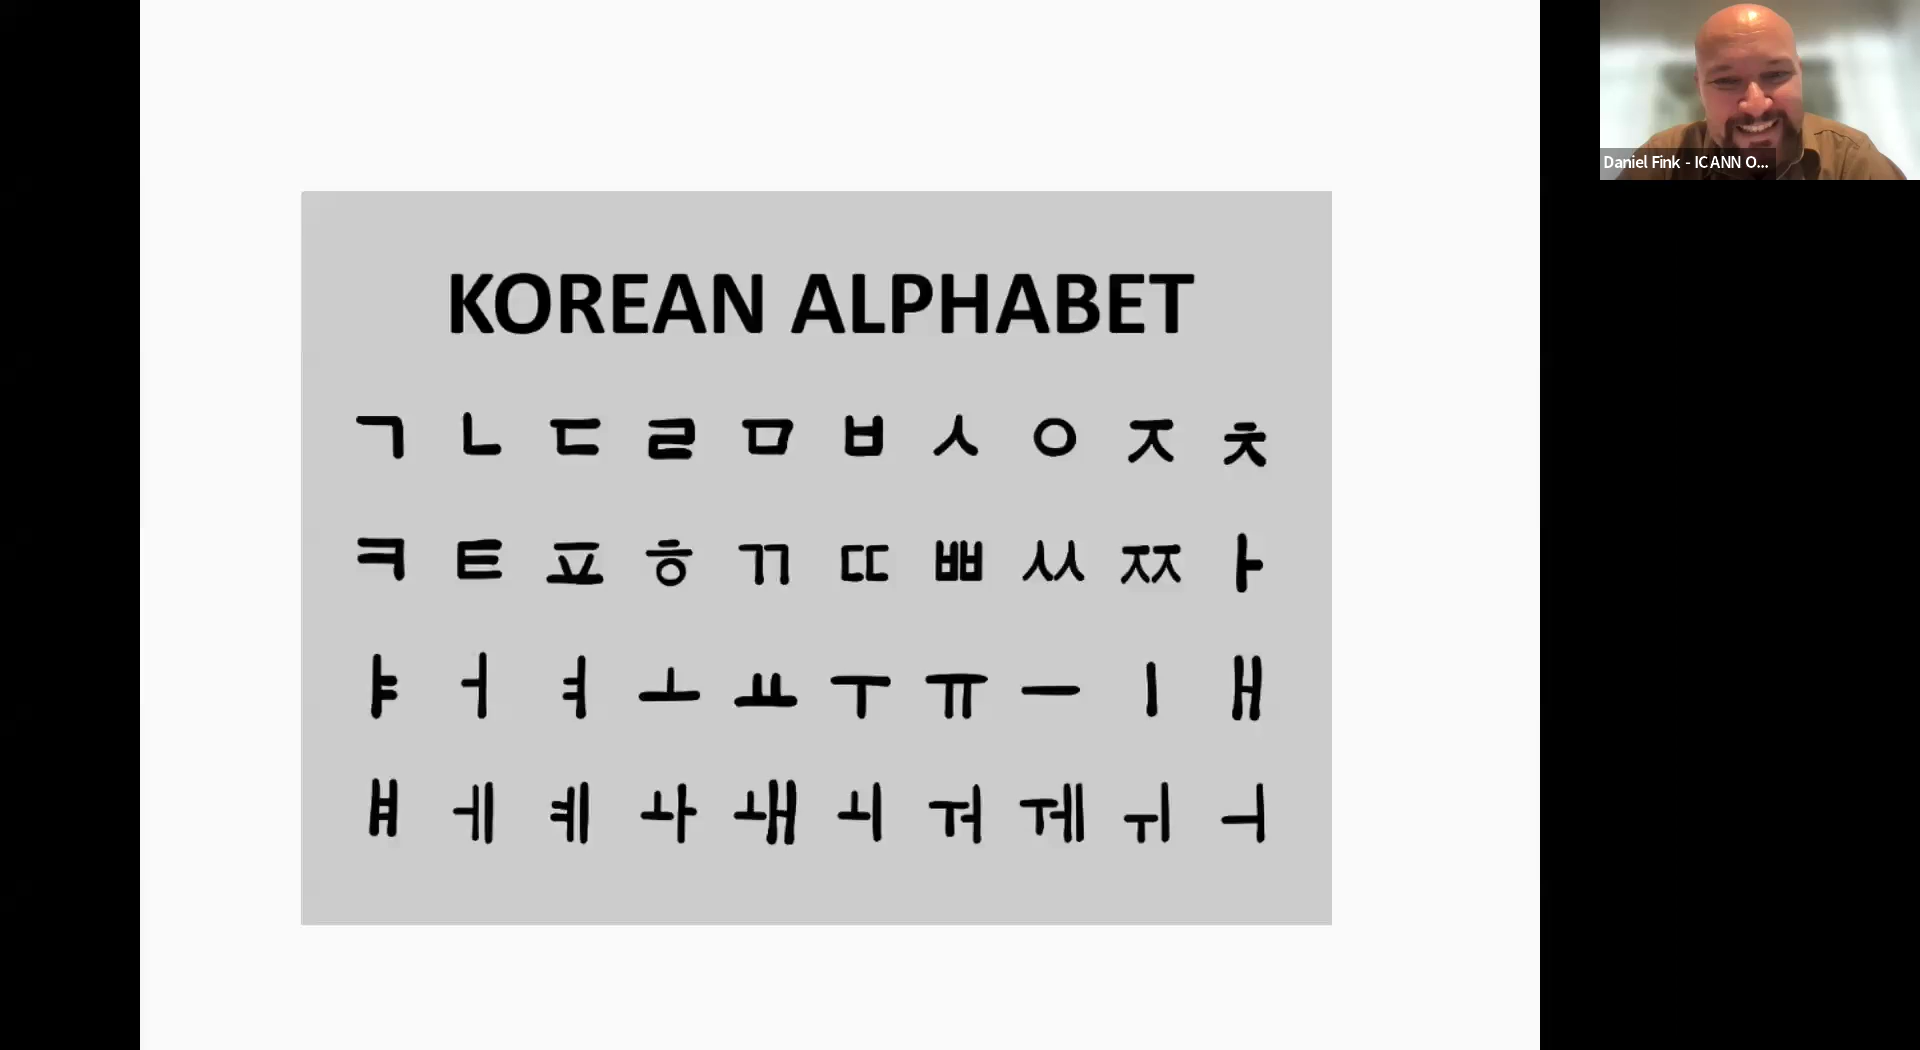 Daniel Fink - ICANN O...
KOREAN ALPHABET
ㄱ ㄴ ㄷ ㄹ ㅁ ㅂ ㅅ ㅇ ㅈ ㅊ
ㅋ ㅌ ㅍ ㅎ ㄲ ㄸ ㅃ ㅆ ㅉ ㅏ
ㅑ ㅓ ㅕ ㅗ ㅛ ㅜ ㅠ ㅡ ㅣ ㅐ
ㅒ ㅔ ㅖ ㅘ ㅙ ㅚ ㅝ ㅞ ㅟ ㅢ